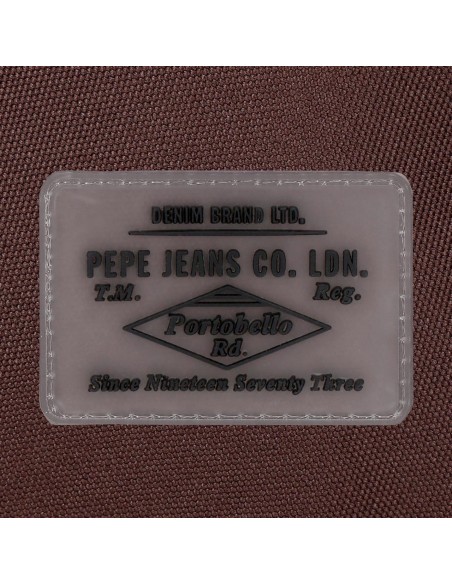 DENIM BRAND LTD.
PEPE JEANS CO. LDN.
T.M. Reg.
Portobello
Rd.
Since Nineteen Seventy Three